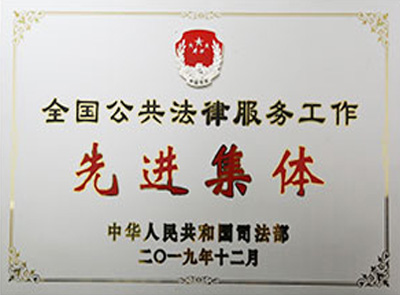 全国公共法律服务工作
先进集体
中华人民共和国司法部
二〇一九年十二月